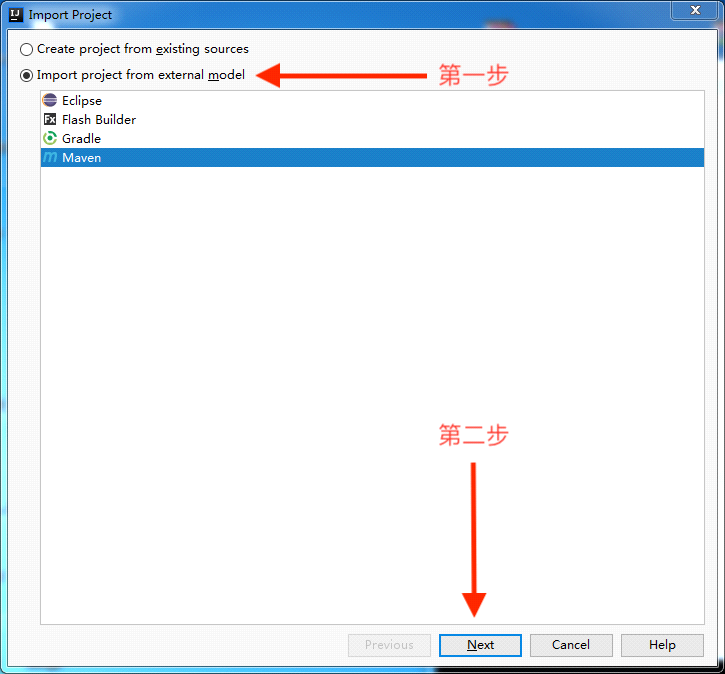 Import Project
Create project from existing sources
Import project from external model
第一步
Eclipse
Flash Builder
Gradle
Maven
第二步
Previous
Next
Cancel
Help